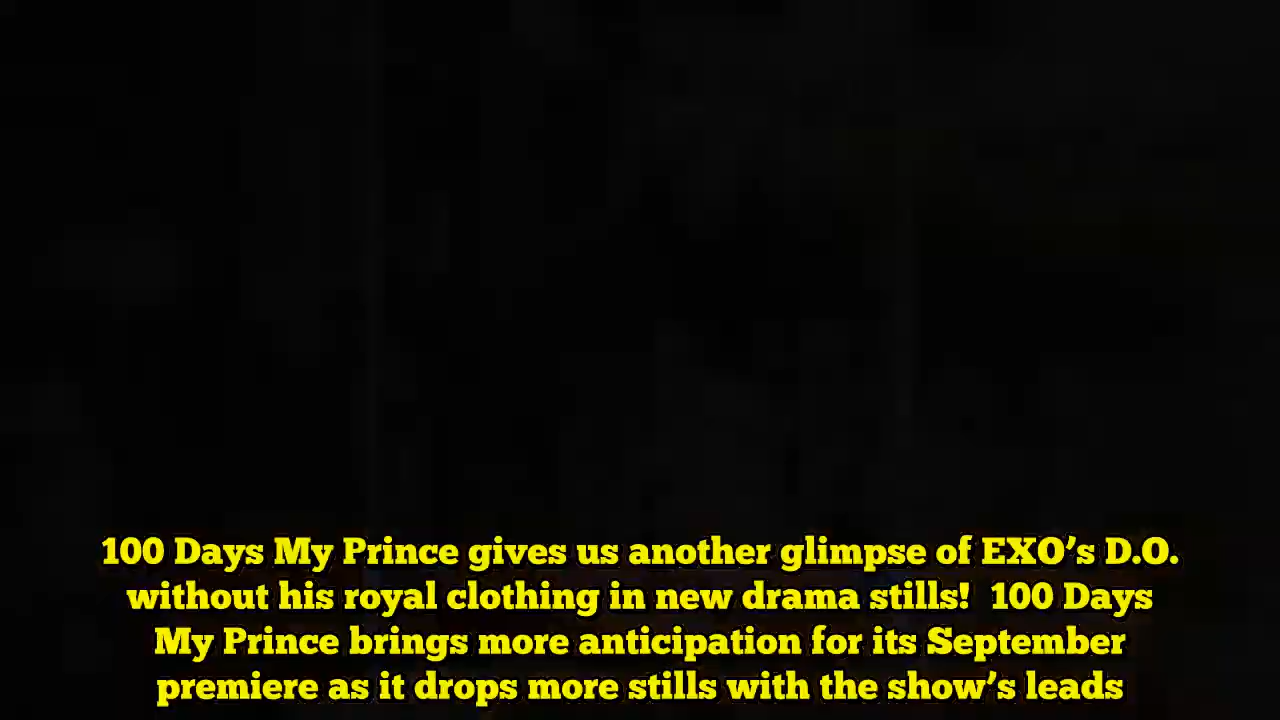 100 Days My Prince gives us another glimpse of EXO’s D.O.
without his royal clothing in new drama stills!  100 Days
My Prince brings more anticipation for its September
premiere as it drops more stills with the show’s leads